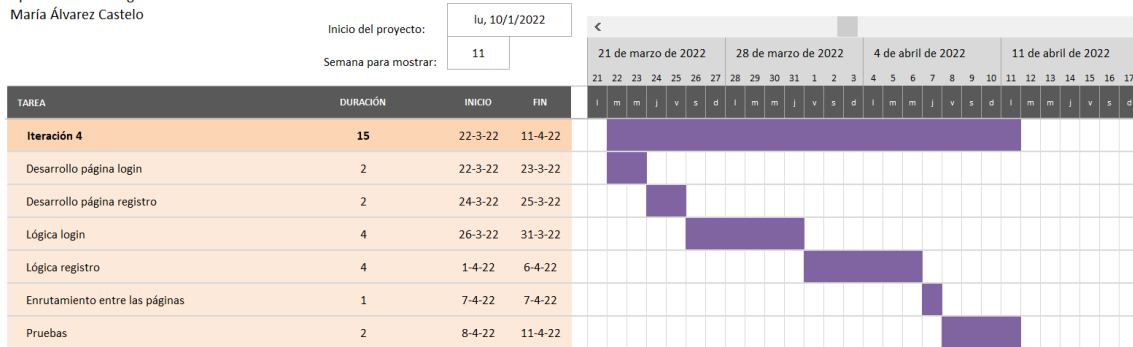 María Álvarez Castelo
Inicio del proyecto: lu, 10/1/2022
Semana para mostrar: 11
21 de marzo de 2022 28 de marzo de 2022 4 de abril de 2022 11 de abril de 2022
21 22 23 24 25 26 27 28 29 30 31 1 2 3 4 5 6 7 8 9 10 11 12 13 14 15 16 17
TAREA DURACIÓN INICIO FIN l m m j v s d l m m j v s d l m m j v s d l m m j v s d
Iteración 4 15 22-3-22 11-4-22
Desarrollo página login 2 22-3-22 23-3-22
Desarrollo página registro 2 24-3-22 25-3-22
Lógica login 4 26-3-22 31-3-22
Lógica registro 4 1-4-22 6-4-22
Enrutamiento entre las páginas 1 7-4-22 7-4-22
Pruebas 2 8-4-22 11-4-22